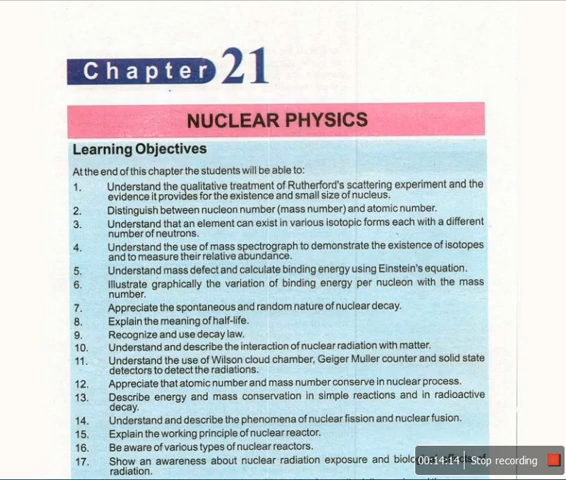 Chapter 21
NUCLEAR PHYSICS
Learning Objectives
At the end of this chapter the students will be able to:
1. Understand the qualitative treatment of Rutherford's scattering experiment and the
evidence it provides for the existence and small size of nucleus.
2. Distinguish between nucleon number (mass number) and atomic number.
3. Understand that an element can exist in various isotopic forms each with a different
number of neutrons.
4. Understand the use of mass spectrograph to demonstrate the existence of isotopes
and to measure their relative abundance.
5. Understand mass defect and calculate binding energy using Einstein's equation.
6. Illustrate graphically the variation of binding energy per nucleon with the mass
number.
7. Appreciate the spontaneous and random nature of nuclear decay.
8. Explain the meaning of half-life.
9. Recognize and use decay law.
10. Understand and describe the interaction of nuclear radiation with matter.
11. Understand the use of Wilson cloud chamber, Geiger Muller counter and solid state
detectors to detect the radiations.
12. Appreciate that atomic number and mass number conserve in nuclear process.
13. Describe energy and mass conservation in simple reactions and in radioactive
decay.
14. Understand and describe the phenomena of nuclear fission and nuclear fusion.
15. Explain the working principle of nuclear reactor.
16. Be aware of various types of nuclear reactors.
17. Show an awareness about nuclear radiation exposure and
radiation.
00:14:14 Stop recording